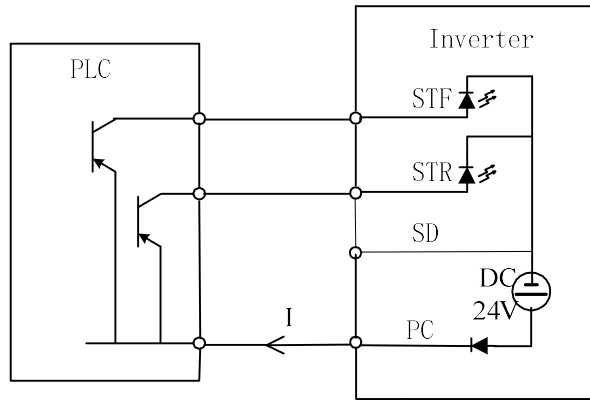 Inverter
PLC
STF
STR
SD
DC
24V
I
PC